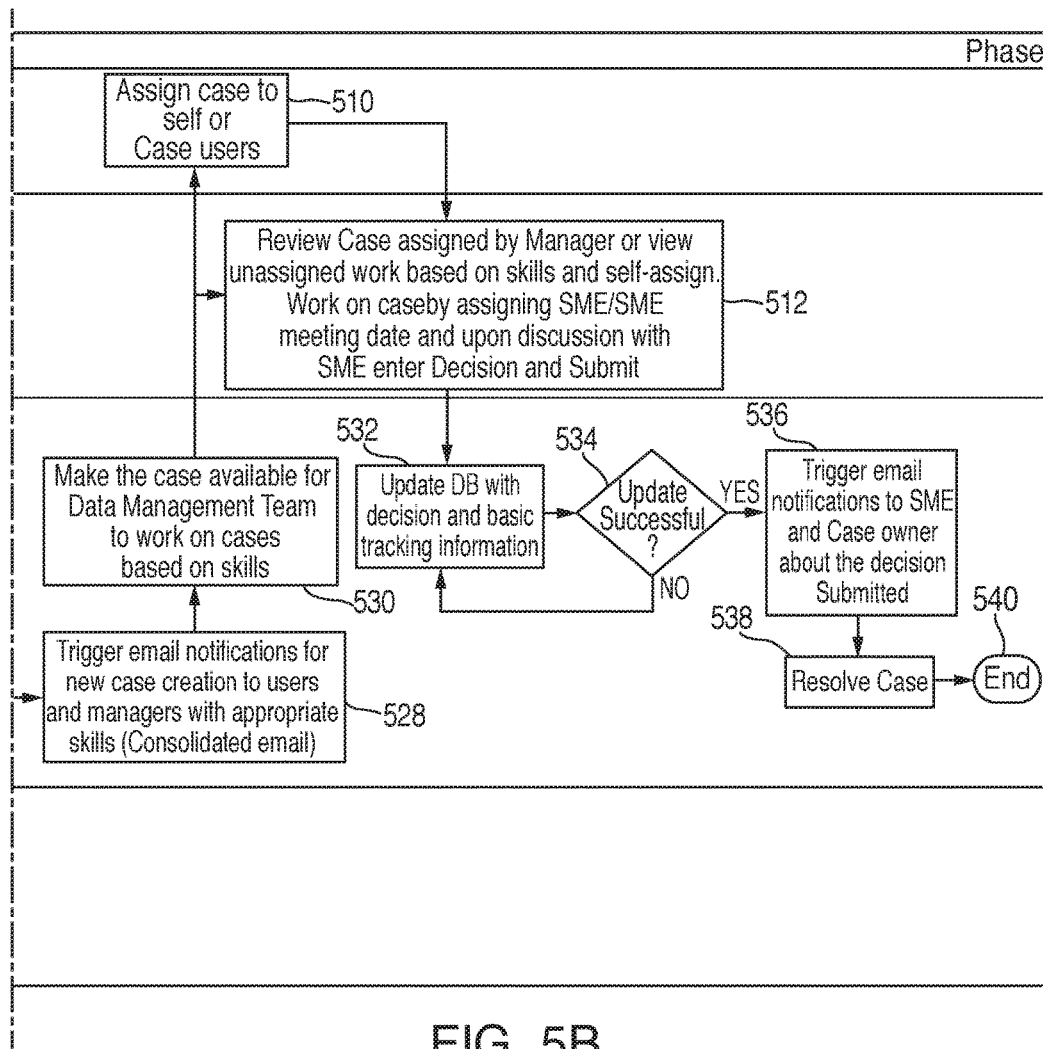 Phase
Assign case to
self or
Case users
510
Review Case assigned by Manager or view
unassigned work based on skills and self-assign.
Work on caseby assigning SME/SME
meeting date and upon discussion with
SME enter Decision and Submit
512
Make the case available for
Data Management Team
to work on cases
based on skills
530
Trigger email notifications for
new case creation to users
and managers with appropriate
skills (Consolidated email)
528
532
Update DB with
decision and basic
tracking information
534
Update
Successful
?
YES
NO
536
Trigger email
notifications to SME
and Case owner
about the decision
Submitted
538
Resolve Case
540
End
FIG. 5B